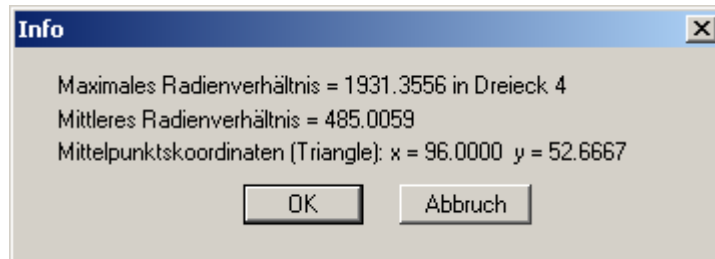 Info
Maximales Radienverhältnis = 1931.3556 in Dreieck 4
Mittleres Radienverhältnis = 485.0059
Mittelpunktskoordinaten (Triangle): x = 96.0000 y = 52.6667
OK Abbruch